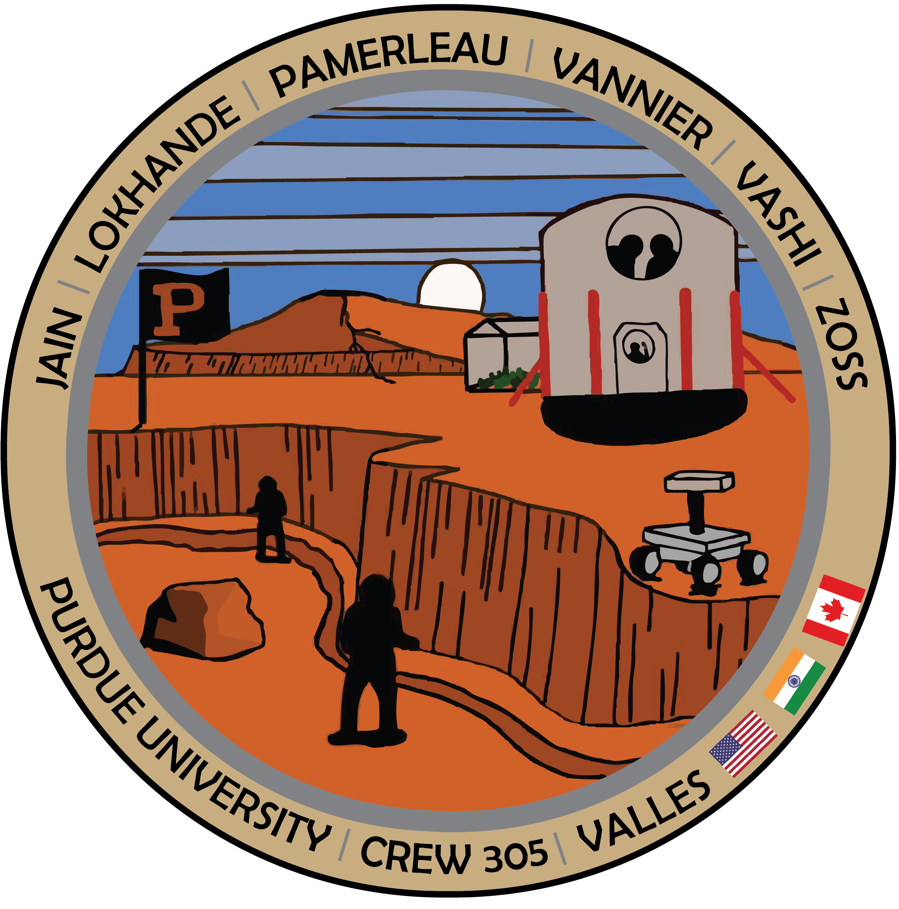 JAIN | LOKHANDE | PAMERLEAU | VANNIER | VASHI | ZOSS
P
PURDUE UNIVERSITY | CREW 305 | VALLES